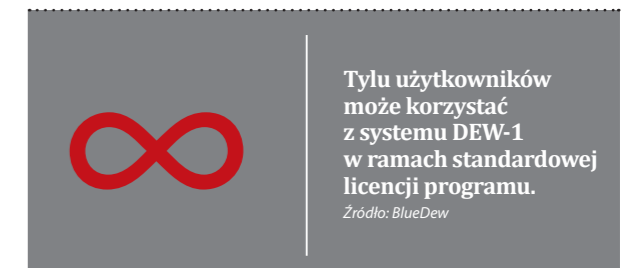 ∞
Tylu użytkowników
może korzystać
z systemu DEW-1
w ramach standardowej
licencji programu.
Źródło: BlueDew